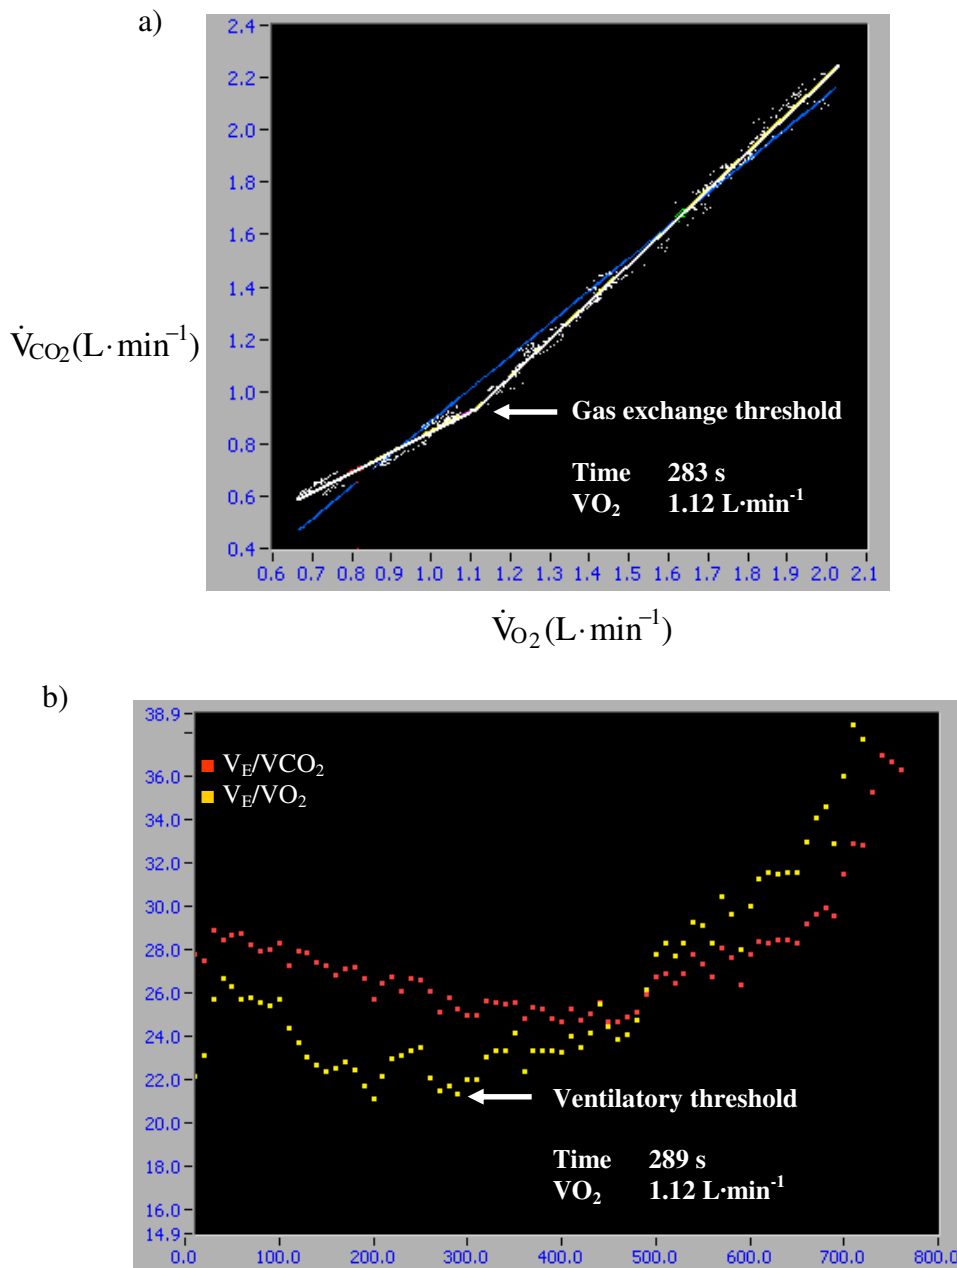 a)
2.4
2.2
2.0
1.8
1.6
1.4
1.2
1.0
0.8
0.6
0.4
V̇CO₂(L·min⁻¹)
Gas exchange threshold
Time 283 s
VO₂ 1.12 L·min⁻¹
0.6 0.7 0.8 0.9 1.0 1.1 1.2 1.3 1.4 1.5 1.6 1.7 1.8 1.9 2.0 2.1
V̇O₂(L·min⁻¹)
b)
38.9
36.0
34.0
32.0
30.0
28.0
26.0
24.0
22.0
20.0
18.0
16.0
14.9
V_E/VCO₂
V_E/VO₂
Ventilatory threshold
Time 289 s
VO₂ 1.12 L·min⁻¹
0.0 100.0 200.0 300.0 400.0 500.0 600.0 700.0 800.0